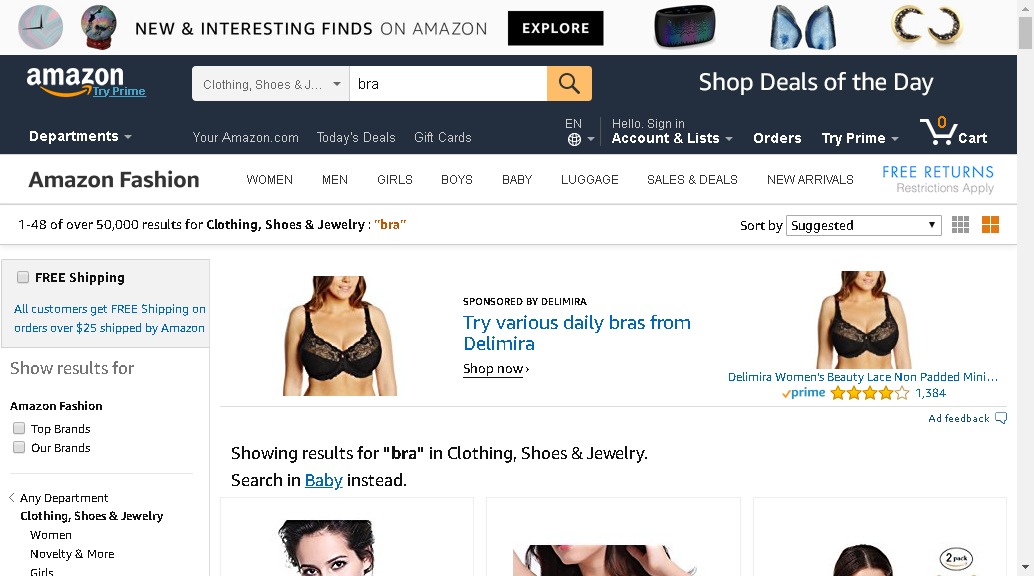 NEW & INTERESTING FINDS ON AMAZON EXPLORE
amazon
Try Prime
Clothing, Shoes & J...
bra
Shop Deals of the Day
Departments
Your Amazon.com
Today's Deals
Gift Cards
EN
Hello. Sign in
Account & Lists
Orders
Try Prime
0
Cart
Amazon Fashion
WOMEN
MEN
GIRLS
BOYS
BABY
LUGGAGE
SALES & DEALS
NEW ARRIVALS
FREE RETURNS
Restrictions Apply
1-48 of over 50,000 results for Clothing, Shoes & Jewelry : "bra"
Sort by Suggested
FREE Shipping
All customers get FREE Shipping on
orders over $25 shipped by Amazon
Show results for
Amazon Fashion
Top Brands
Our Brands
Any Department
Clothing, Shoes & Jewelry
Women
Novelty & More
Girls
SPONSORED BY DELIMIRA
Try various daily bras from
Delimira
Shop now ›
Delimira Women's Beauty Lace Non Padded Mini...
prime 1,384
Ad feedback
Showing results for "bra" in Clothing, Shoes & Jewelry.
Search in Baby instead.
2 pack